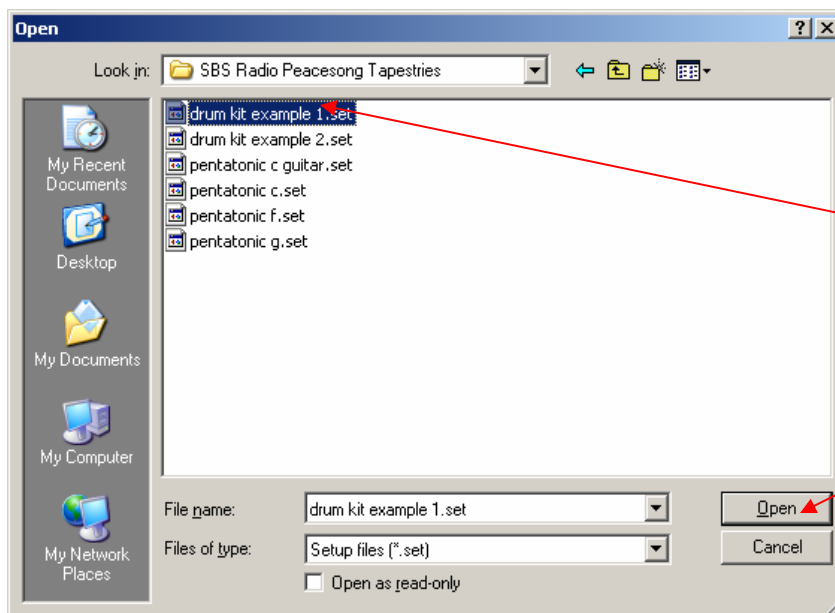 Open
Look in: SBS Radio Peacesong Tapestries
My Recent
Documents
Desktop
My Documents
My Computer
My Network
Places
drum kit example 1.set
drum kit example 2.set
pentatonic c guitar.set
pentatonic c.set
pentatonic f.set
pentatonic g.set
File name: drum kit example 1.set Open
Files of type: Setup files (*.set) Cancel
Open as read-only